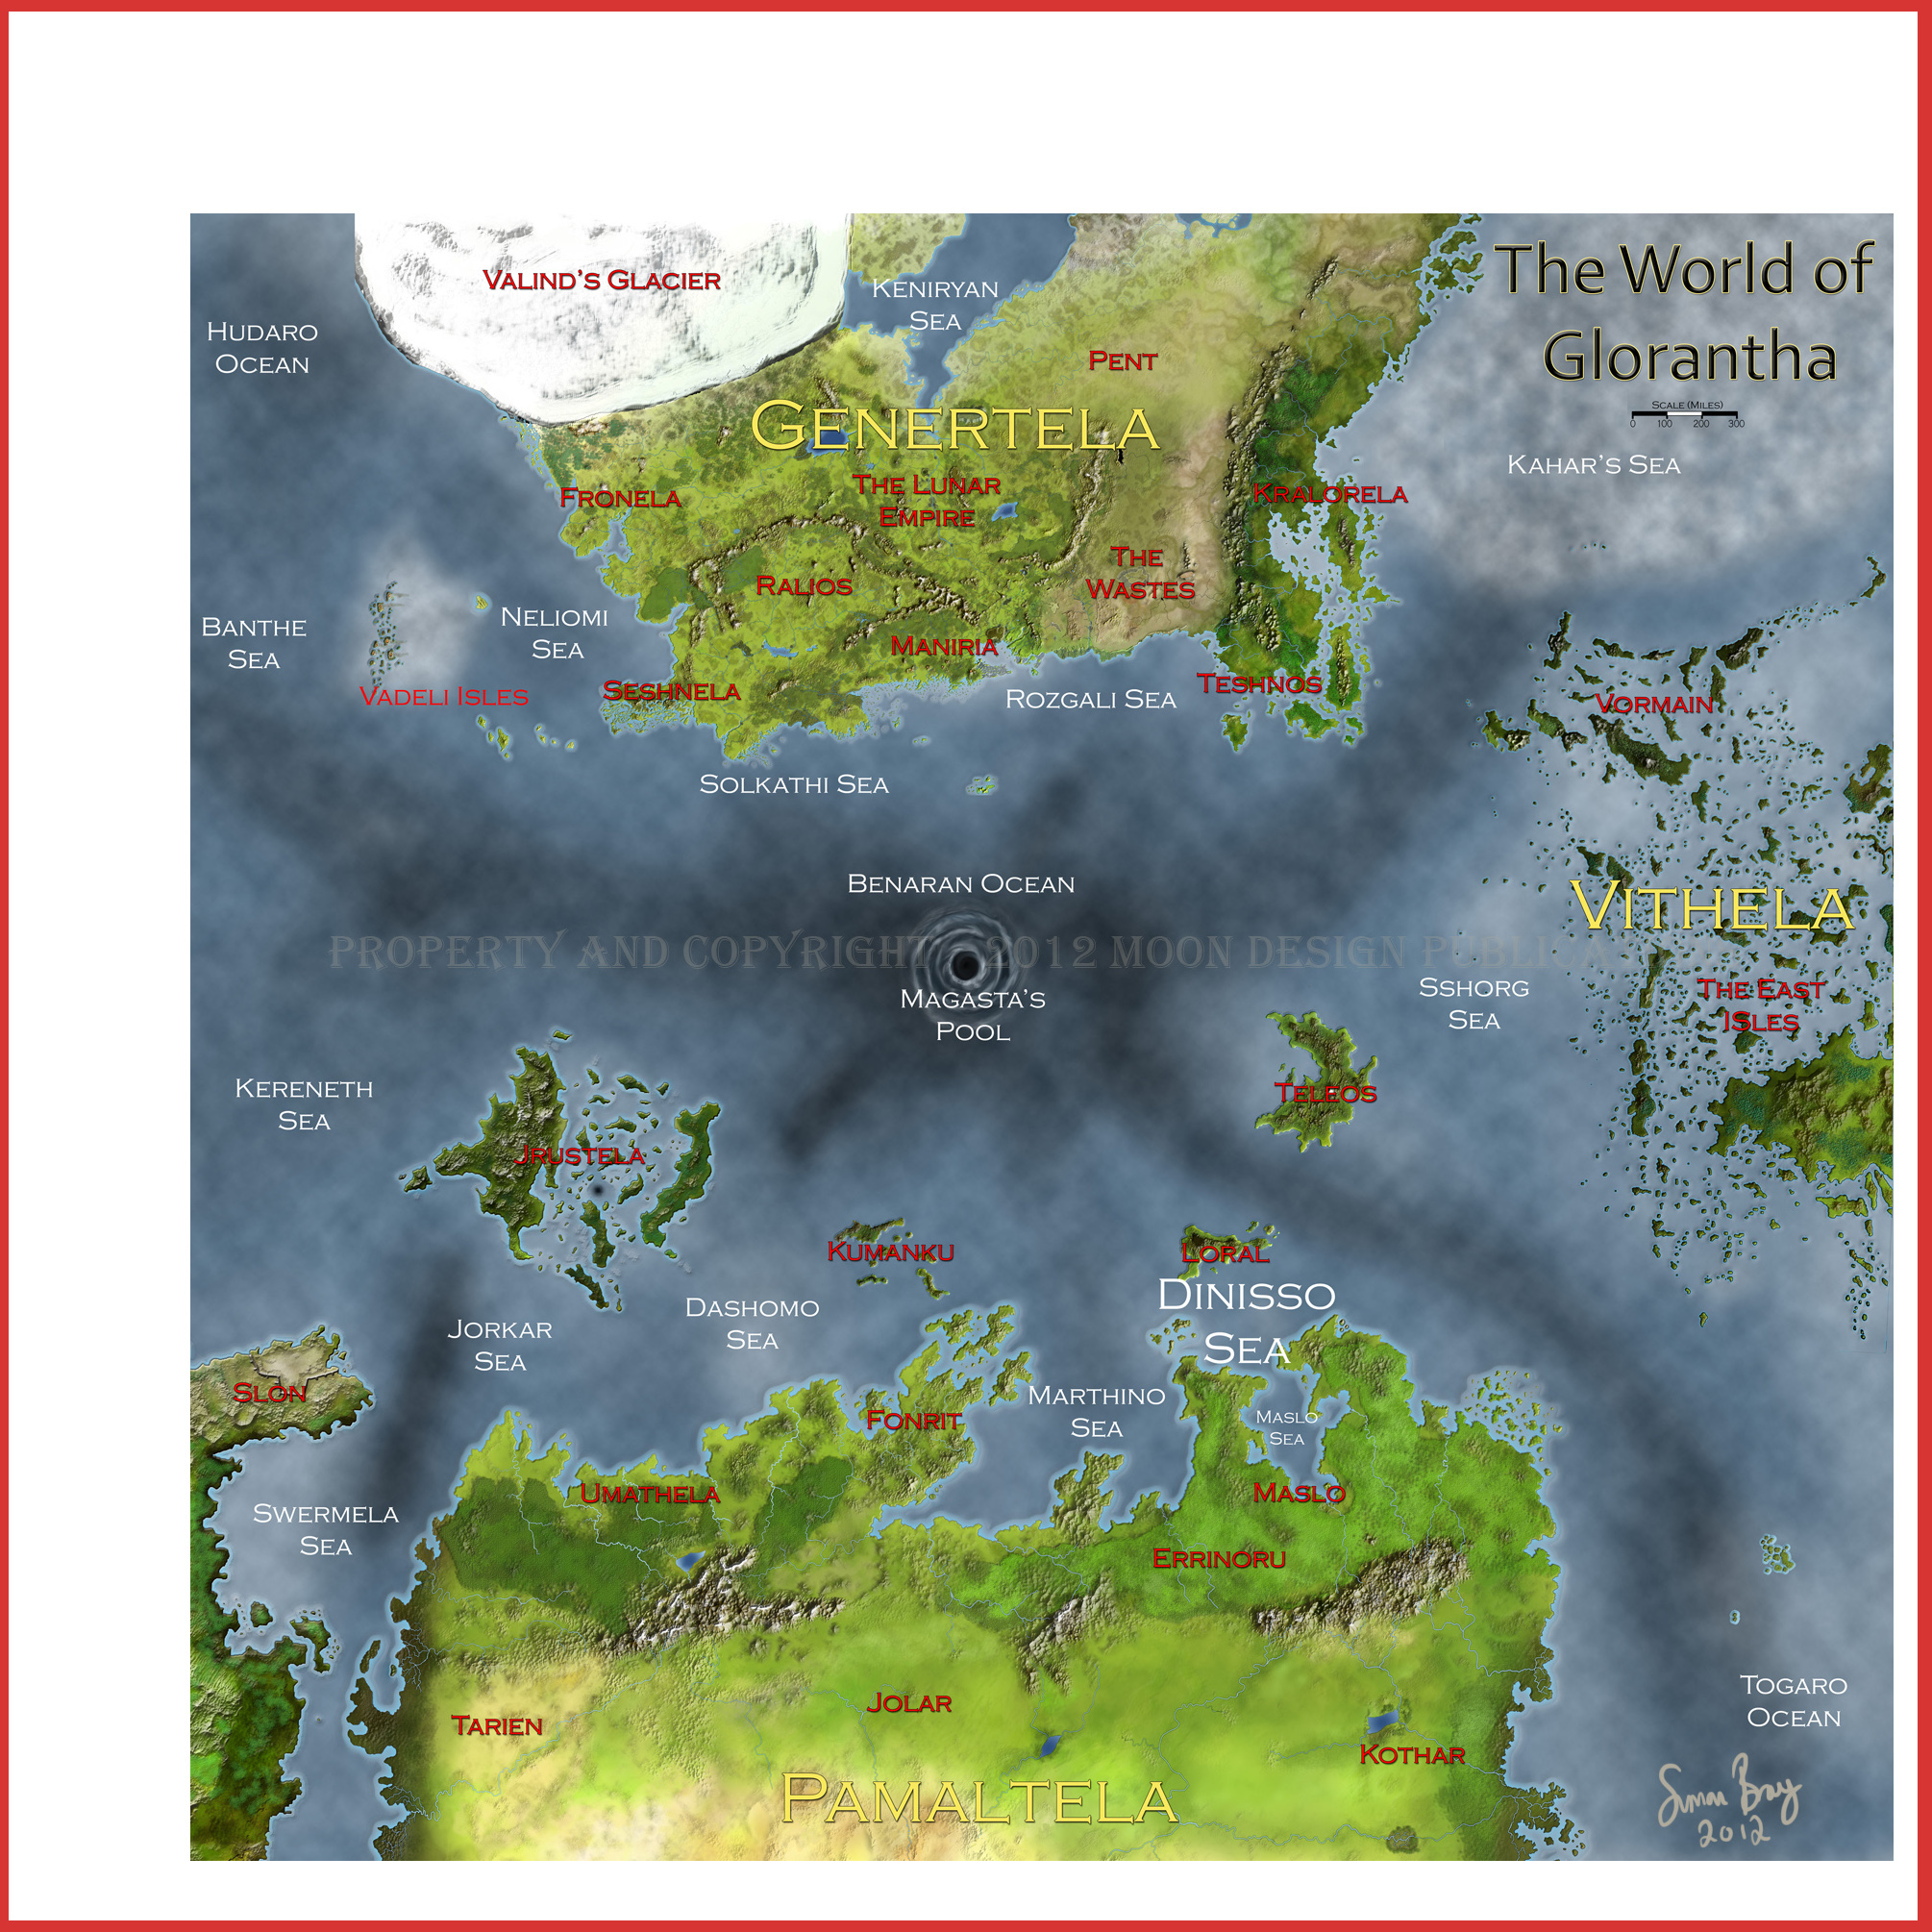 The World of
Glorantha
SCALE (MILES)
0 100 200 300
VALIND'S GLACIER
KENIRYAN
SEA
HUDARO
OCEAN
PENT
GENERTELA
KAHAR'S SEA
FRONELA
THE LUNAR
EMPIRE
KRALORELA
THE
WASTES
RALIOS
BANTHE
SEA
NELIOMI
SEA
MANIRIA
VADELI ISLES
SESHNELA
ROZGALI SEA
TESHNOS
VORMAIN
SOLKATHI SEA
BENARAN OCEAN
VITHELA
PROPERTY AND COPYRIGHT 2012 MOON DESIGN
MAGASTA'S
POOL
SSHORG
SEA
THE EAST
ISLES
KERENETH
SEA
TELEOS
JRUSTELA
KUMANKU
LORAL
DINISSO
SEA
DASHOMO
SEA
JORKAR
SEA
SLON
FONRIT
MARTHINO
SEA
MASLO
SEA
UMATHELA
MASLO
SWERMELA
SEA
ERRINORU
TOGARO
OCEAN
JOLAR
TARIEN
KOTHAR
PAMALTELA
Simon Bray
2012